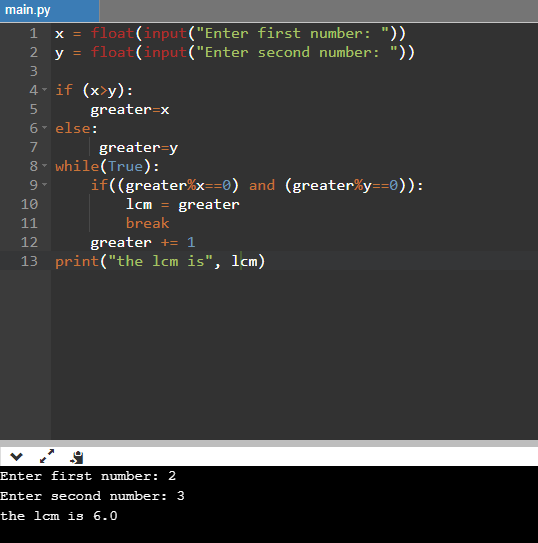 main.py
1 x = float(input("Enter first number: "))
2 y = float(input("Enter second number: "))
3
4 if (x>y):
5     greater=x
6 else:
7      greater=y
8 while(True):
9     if((greater%x==0) and (greater%y==0)):
10         lcm = greater
11         break
12     greater += 1
13 print("the lcm is", lcm)
Enter first number: 2
Enter second number: 3
the lcm is 6.0